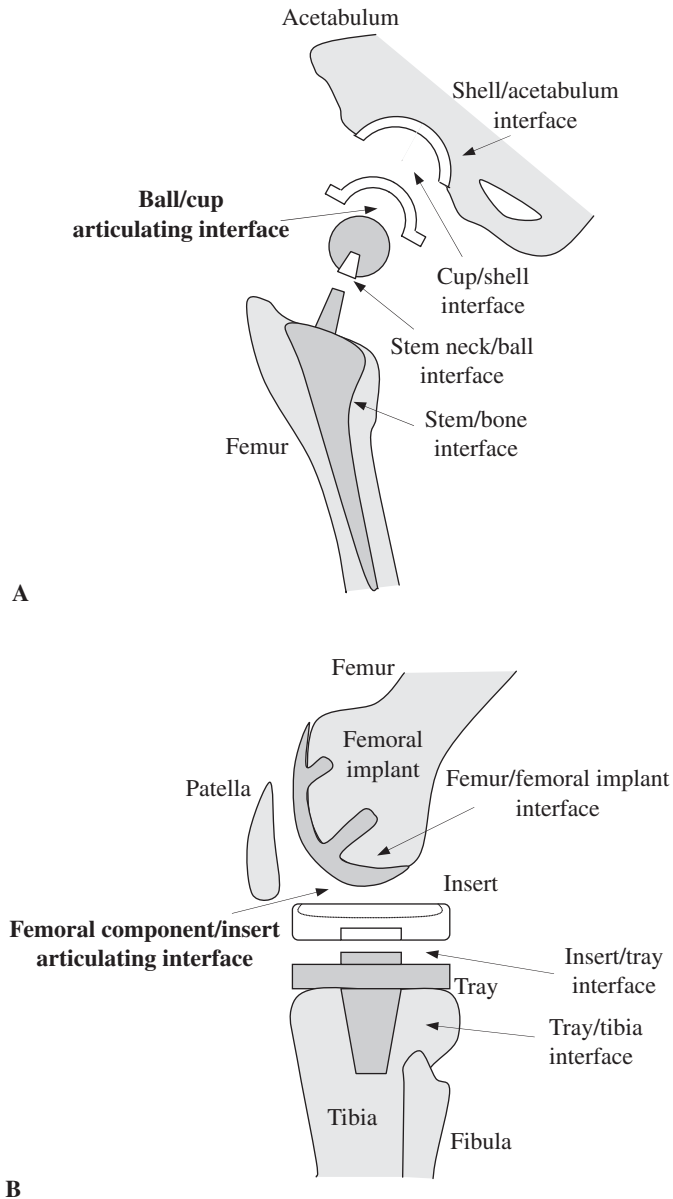 Acetabulum
Shell/acetabulum
interface
Ball/cup
articulating interface
Cup/shell
interface
Stem neck/ball
interface
Stem/bone
interface
Femur
A
Femur
Femoral
implant
Patella
Femur/femoral implant
interface
Insert
Femoral component/insert
articulating interface
Insert/tray
interface
Tray
Tray/tibia
interface
Tibia
Fibula
B